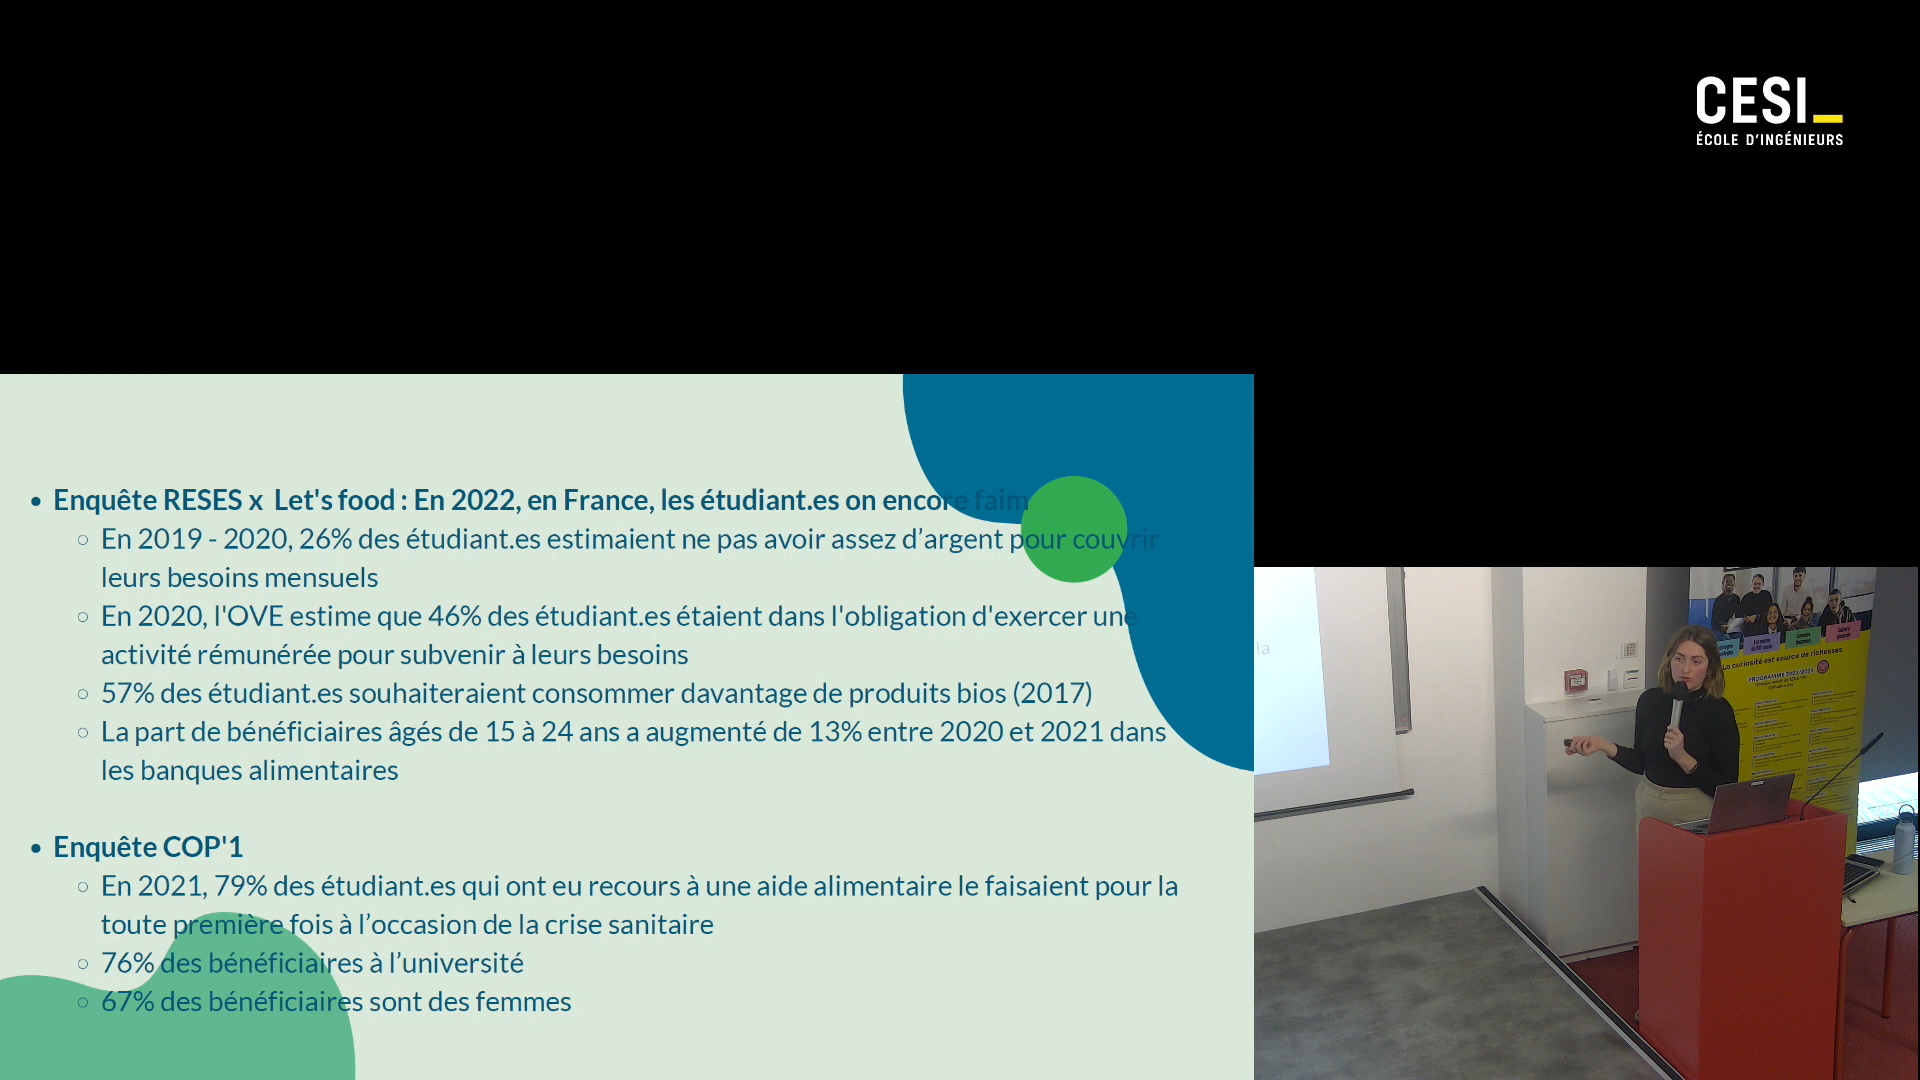 CESI_
ÉCOLE D'INGÉNIEURS
• Enquête RESES x Let's food : En 2022, en France, les étudiant.es on encore faim
○ En 2019 - 2020, 26% des étudiant.es estimaient ne pas avoir assez d’argent pour couvrir
leurs besoins mensuels
○ En 2020, l'OVE estime que 46% des étudiant.es étaient dans l'obligation d'exercer une
activité rémunérée pour subvenir à leurs besoins
○ 57% des étudiant.es souhaiteraient consommer davantage de produits bios (2017)
○ La part de bénéficiaires âgés de 15 à 24 ans a augmenté de 13% entre 2020 et 2021 dans
les banques alimentaires
• Enquête COP'1
○ En 2021, 79% des étudiant.es qui ont eu recours à une aide alimentaire le faisaient pour la
toute première fois à l’occasion de la crise sanitaire
○ 76% des bénéficiaires à l’université
○ 67% des bénéficiaires sont des femmes
la
La curiosité est source de richesses
PROGRAMME 2023/2024